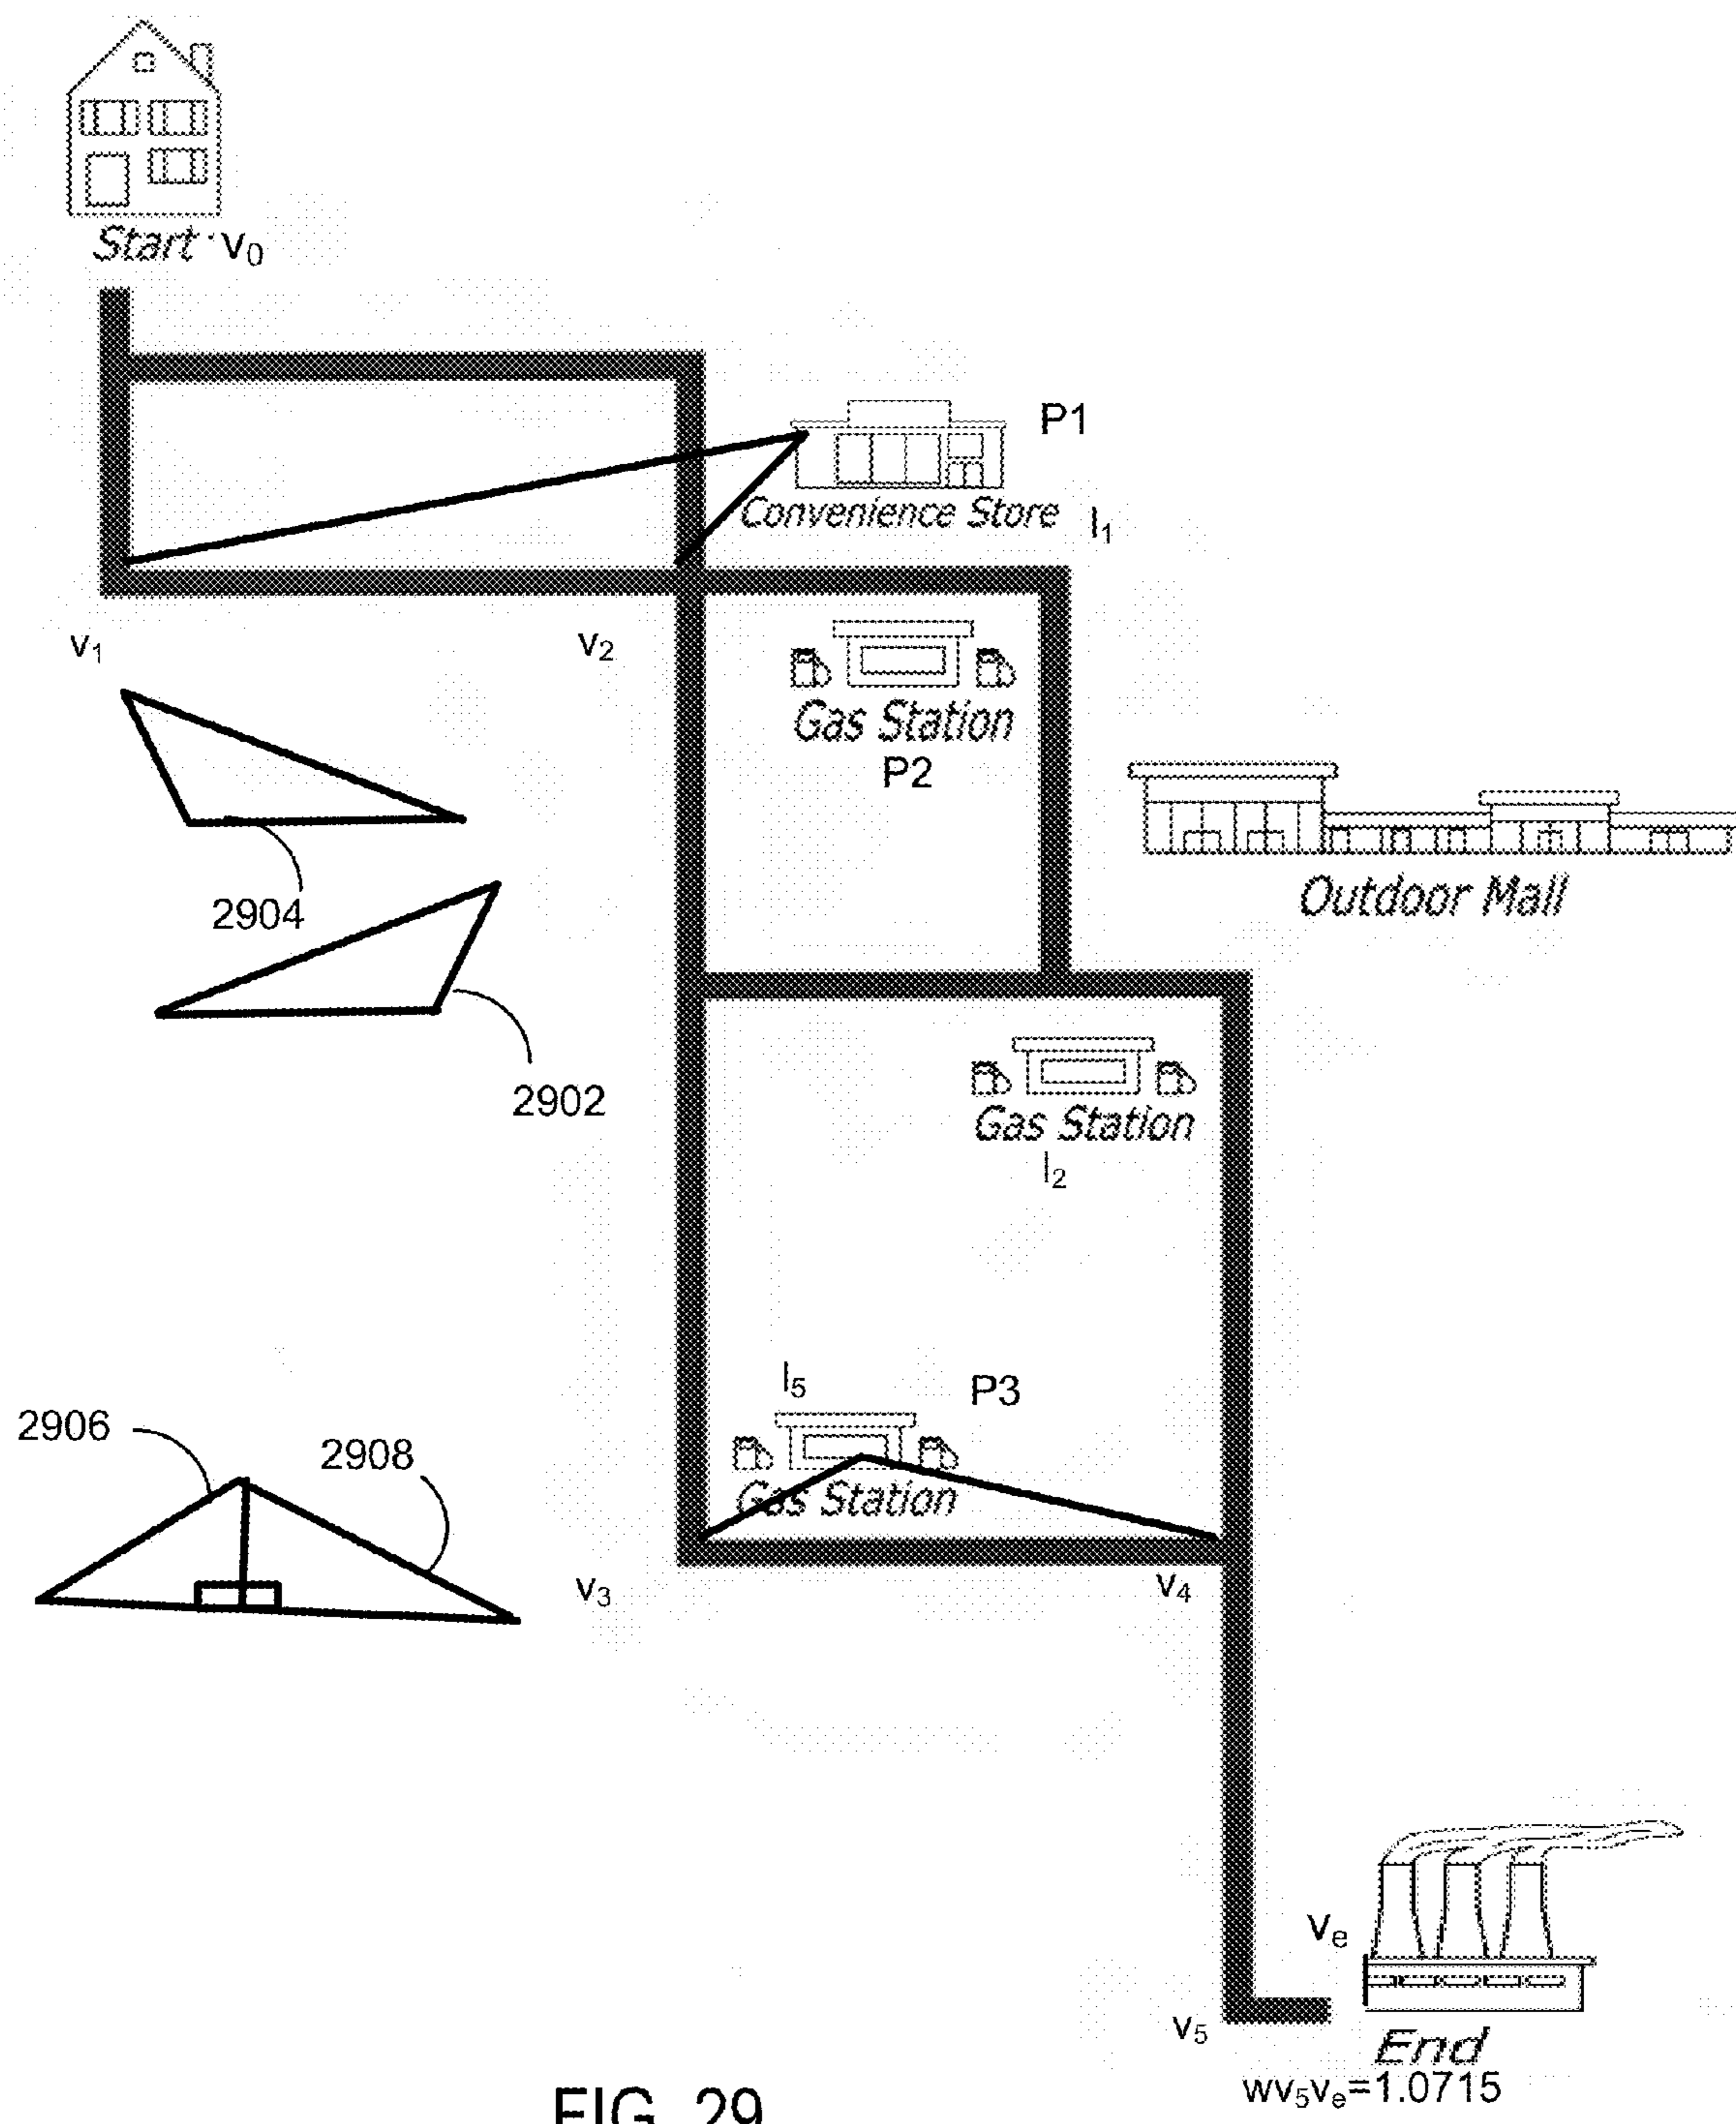 Start v₀
P1
Convenience Store
l₁
v₁
v₂
Gas Station
P2
Outdoor Mall
2904
2902
Gas Station
l₂
l₅
P3
2906
2908
Gas Station
v₃
v₄
vₑ
v₅
End
wv₅vₑ=1.0715
FIG. 29